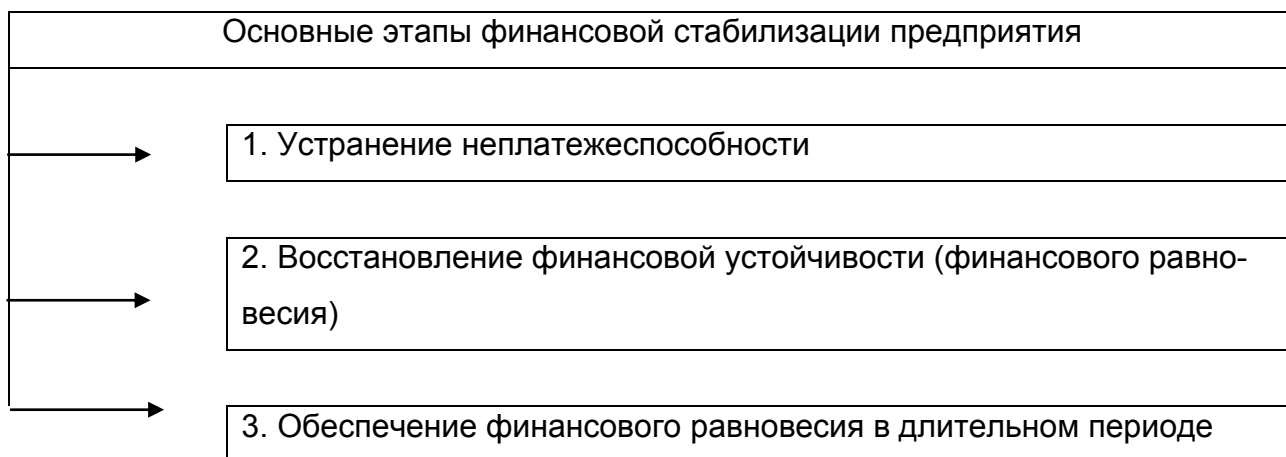 Основные этапы финансовой стабилизации предприятия
1. Устранение неплатежеспособности
2. Восстановление финансовой устойчивости (финансового равно-
весия)
3. Обеспечение финансового равновесия в длительном периоде